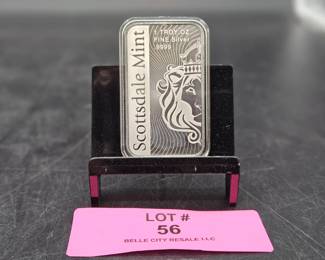 Scottsdale Mint
1 TROY OZ
FINE Silver
.9999
LOT #
56
BELLE CITY RESALE LLC